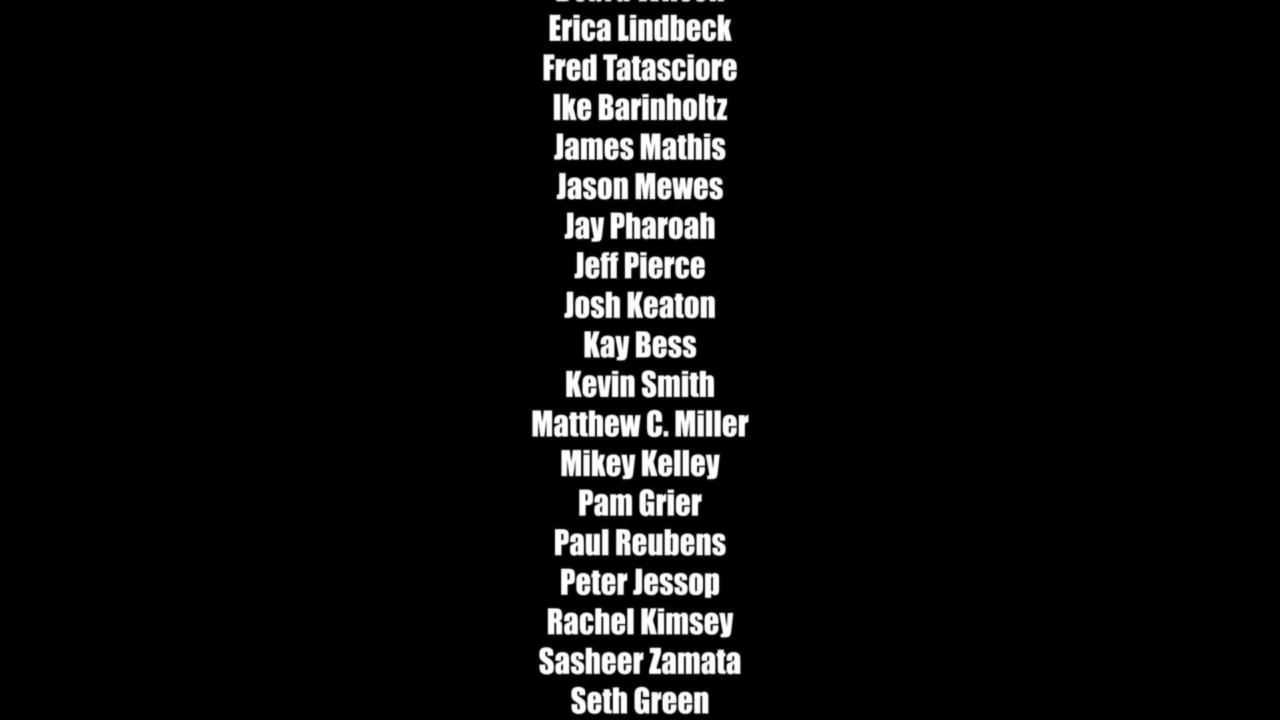 Erica Lindbeck
Fred Tatasciore
Ike Barinholtz
James Mathis
Jason Mewes
Jay Pharoah
Jeff Pierce
Josh Keaton
Kay Bess
Kevin Smith
Matthew C. Miller
Mikey Kelley
Pam Grier
Paul Reubens
Peter Jessop
Rachel Kimsey
Sasheer Zamata
Seth Green